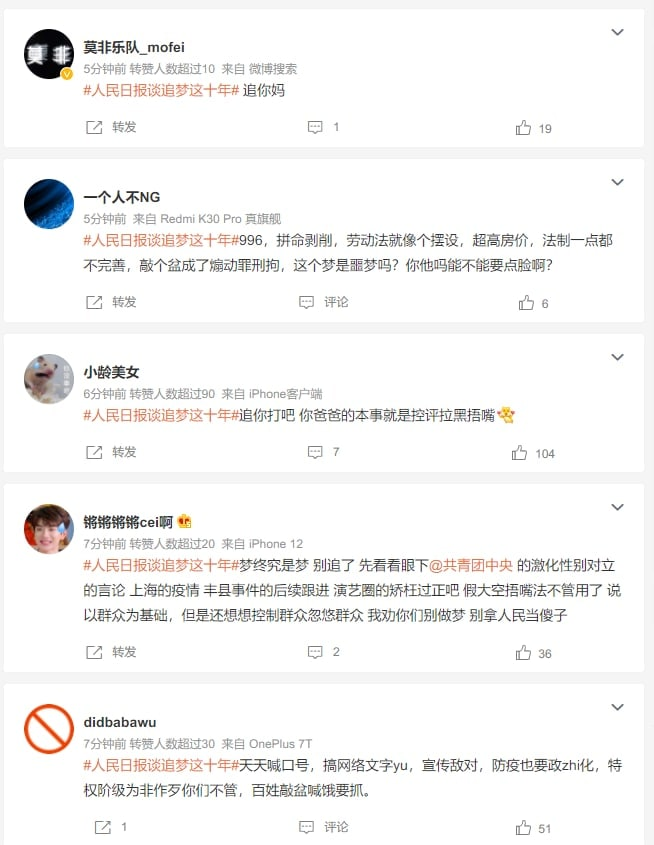 莫非
莫非乐队_mofei
5分钟前 转赞人数超过10 来自 微博搜索
#人民日报谈追梦这十年# 追你妈
转发 1 19
一个人不NG
5分钟前 来自 Redmi K30 Pro 真旗舰
#人民日报谈追梦这十年#996，拼命剥削，劳动法就像个摆设，超高房价，法制一点都
不完善，敲个盆成了煽动罪刑拘，这个梦是噩梦吗？你他吗能不能要点脸啊？
转发 评论 6
小龄美女
6分钟前 转赞人数超过90 来自 iPhone客户端
#人民日报谈追梦这十年#追你打吧 你爸爸的本事就是控评拉黑捂嘴
转发 7 104
锵锵锵锵cei啊
7分钟前 转赞人数超过20 来自 iPhone 12
#人民日报谈追梦这十年#梦终究是梦 别追了 先看看眼下@共青团中央 的激化性别对立
的言论 上海的疫情 丰县事件的后续跟进 演艺圈的矫枉过正吧 假大空捂嘴法不管用了 说
以群众为基础，但是还想想控制群众忽悠群众 我劝你们别做梦 别拿人民当傻子
转发 2 36
didbabawu
7分钟前 转赞人数超过30 来自 OnePlus 7T
#人民日报谈追梦这十年#天天喊口号，搞网络文字yu，宣传敌对，防疫也要政zhi化，特
权阶级为非作歹你们不管，百姓敲盆喊饿要抓。
1 评论 51